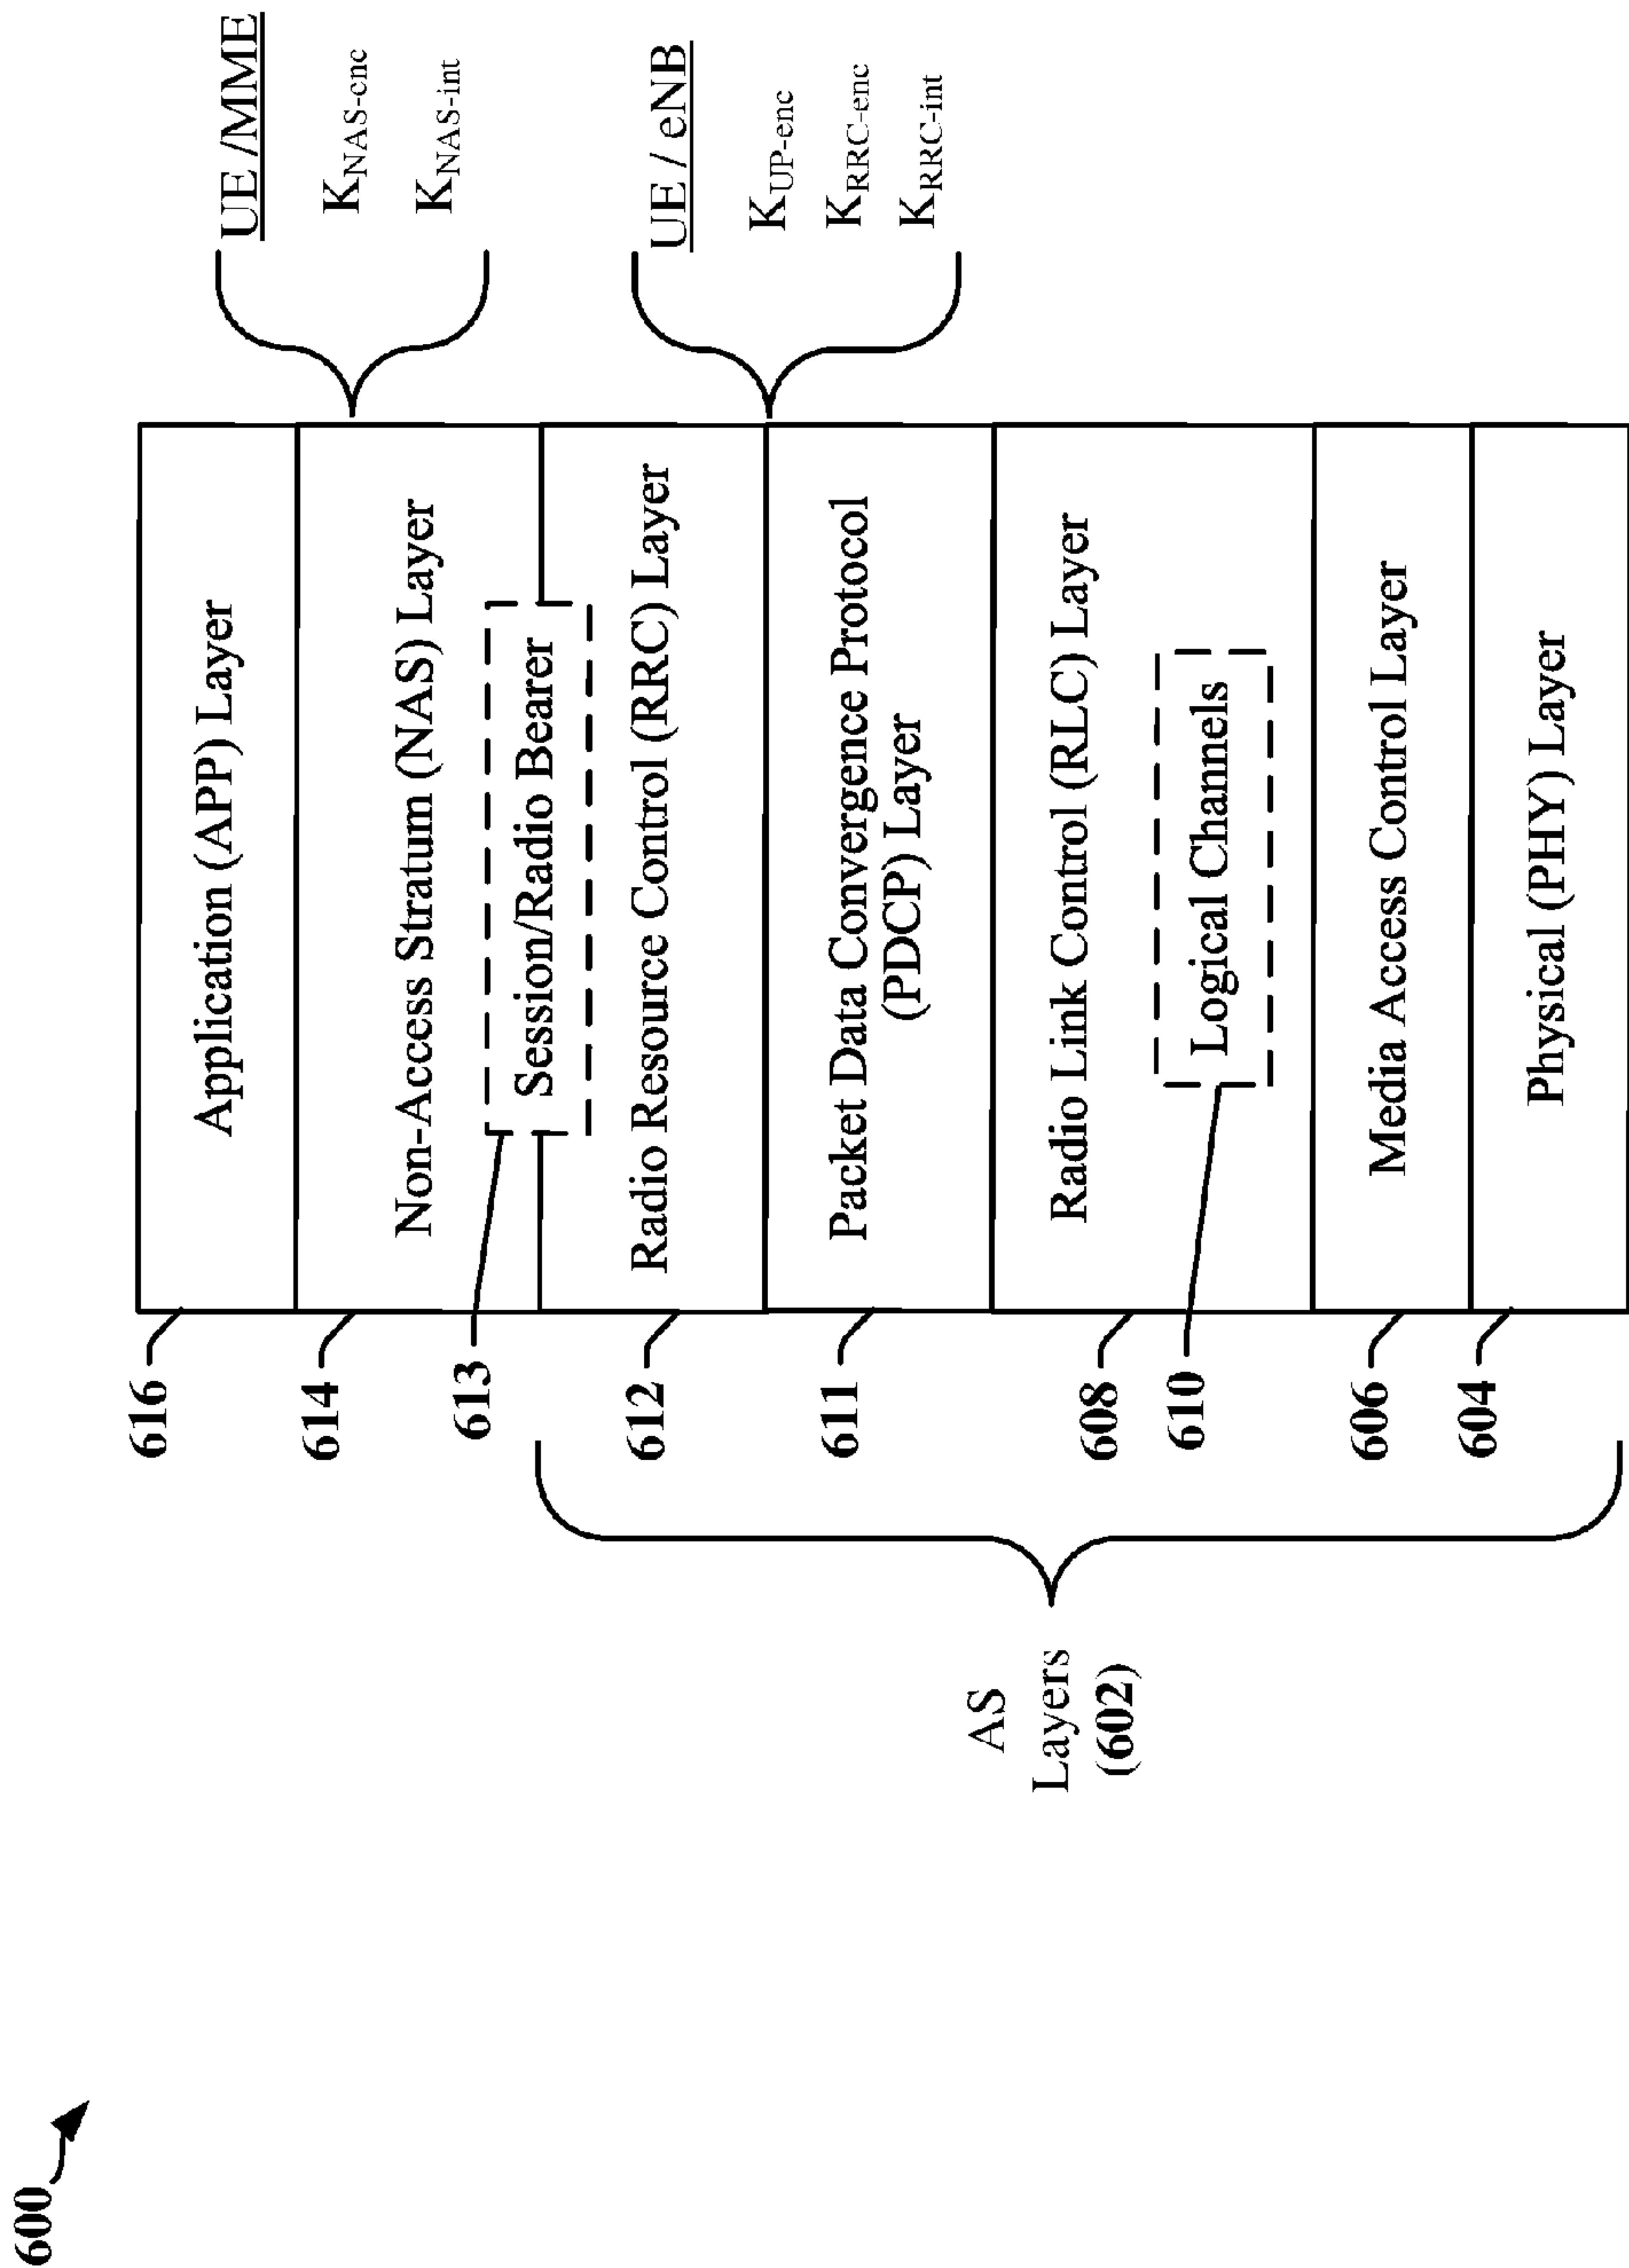 600
616
Application (APP) Layer
UE /MME
614
Non-Access Stratum (NAS) Layer
KNAS-enc
KNAS-int
613
Session/Radio Bearer
612
Radio Resource Control (RRC) Layer
UE / eNB
KUP-enc
KRRC-enc
KRRC-int
611
Packet Data Convergence Protocol
(PDCP) Layer
AS
Layers
(602)
608
Radio Link Control (RLC) Layer
610
Logical Channels
606
Media Access Control Layer
604
Physical (PHY) Layer